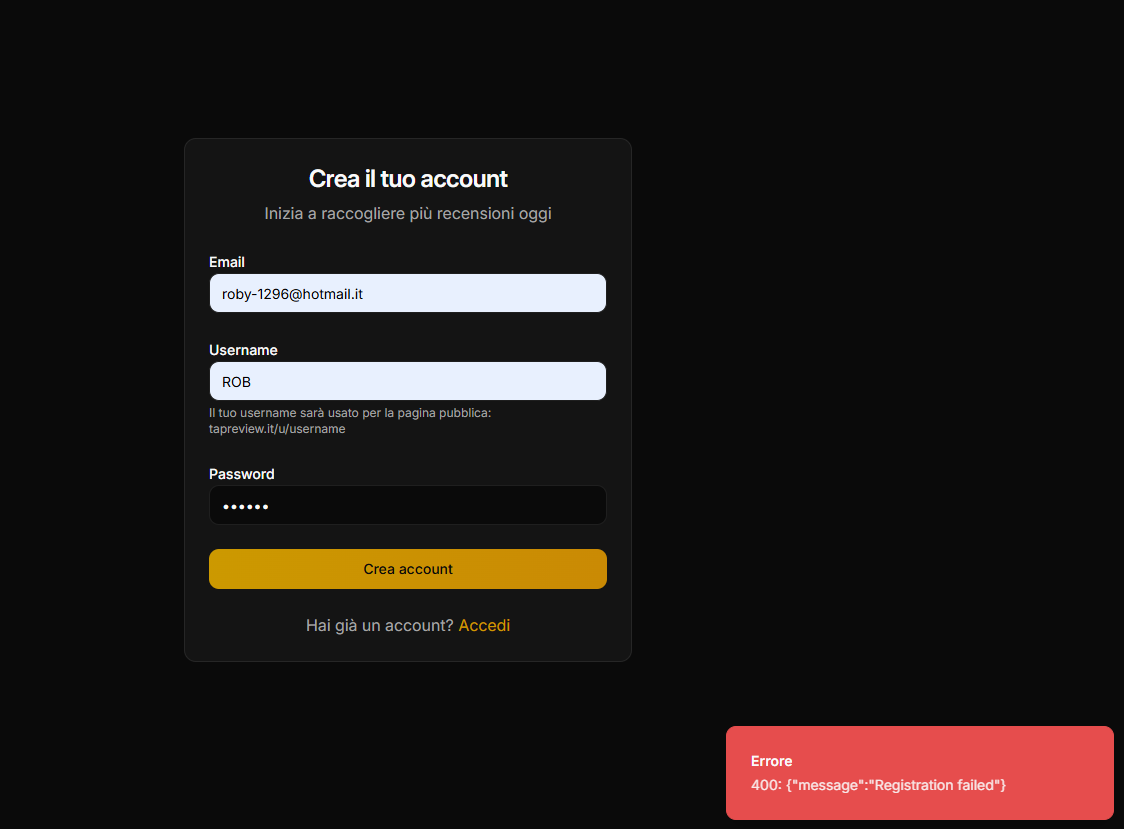 Crea il tuo account
Inizia a raccogliere più recensioni oggi
Email
roby-1296@hotmail.it
Username
ROB
Il tuo username sarà usato per la pagina pubblica:
tapreview.it/u/username
Password
••••••
Crea account
Hai già un account? Accedi
Errore
400: {"message":"Registration failed"}